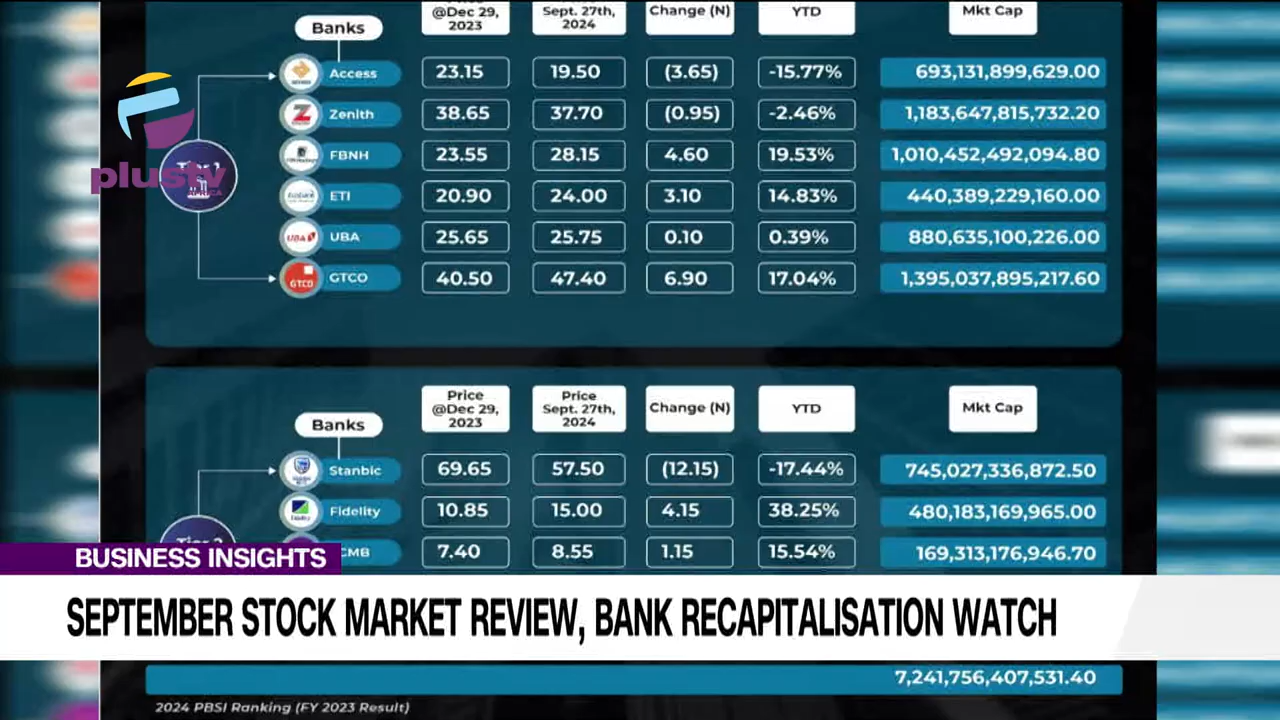 @Dec 29,
2023
Sept. 27th,
2024
Change (N)
YTD
Mkt Cap
Banks
Access 23.15 19.50 (3.65) -15.77% 693,131,899,629.00
Zenith 38.65 37.70 (0.95) -2.46% 1,183,647,815,732.20
FBNH 23.55 28.15 4.60 19.53% 1,010,452,492,094.80
ETI 20.90 24.00 3.10 14.83% 440,389,229,160.00
UBA UBA 25.65 25.75 0.10 0.39% 880,635,100,226.00
GTCO GTCO 40.50 47.40 6.90 17.04% 1,395,037,895,217.60
plustv
AFRICA
Price
@Dec 29,
2023
Price
Sept. 27th,
2024
Change (N)
YTD
Mkt Cap
Banks
Stanbic 69.65 57.50 (12.15) -17.44% 745,027,336,872.50
Fidelity 10.85 15.00 4.15 38.25% 480,183,169,965.00
CMB 7.40 8.55 1.15 15.54% 169,313,176,946.70
BUSINESS INSIGHTS
SEPTEMBER STOCK MARKET REVIEW, BANK RECAPITALISATION WATCH
7,241,756,407,531.40
2024 PBSI Ranking (FY 2023 Result)